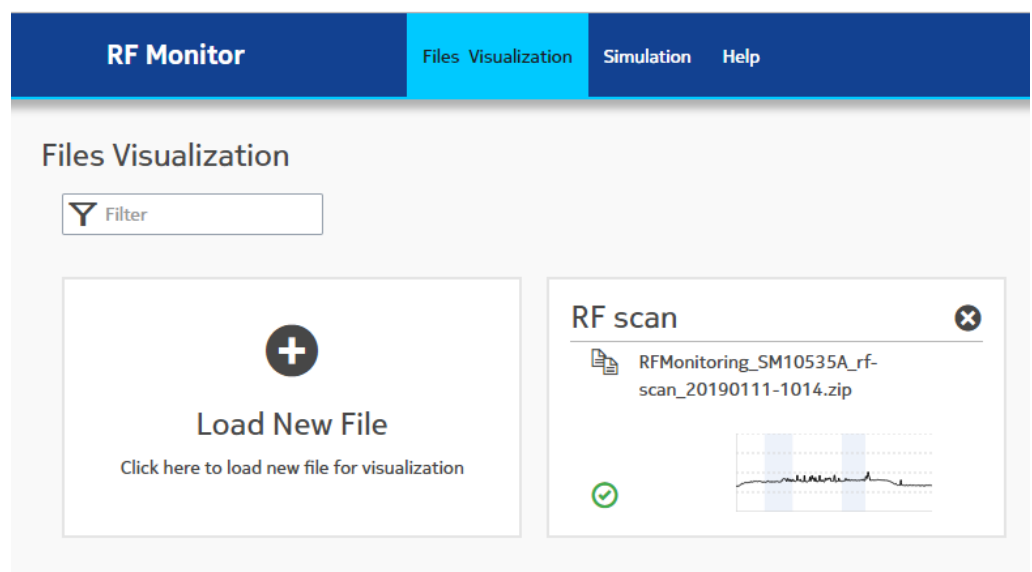 RF Monitor
Files Visualization
Simulation
Help
Files Visualization
Filter
Load New File
Click here to load new file for visualization
RF scan
RFMonitoring_SM10535A_rf-
scan_20190111-1014.zip